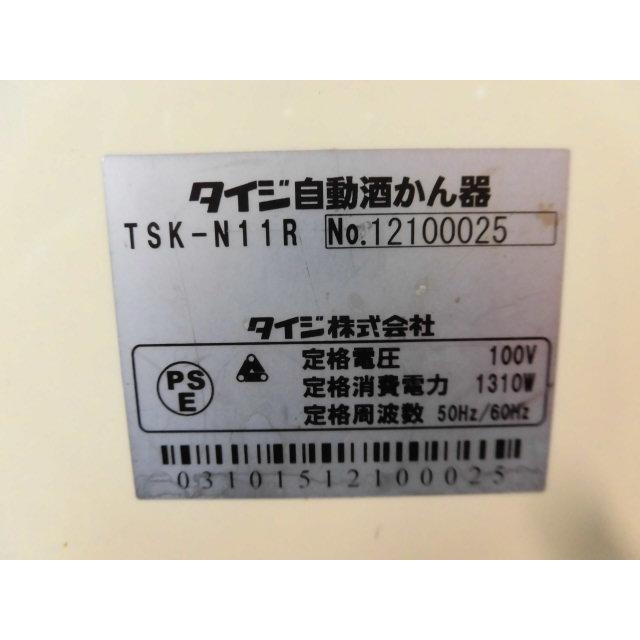 タイジ自動酒かん器
TSK-N11R No.12100025
タイジ株式会社
PS
E
定格電圧 100V
定格消費電力 1310W
定格周波数 50Hz/60Hz
03101512100025